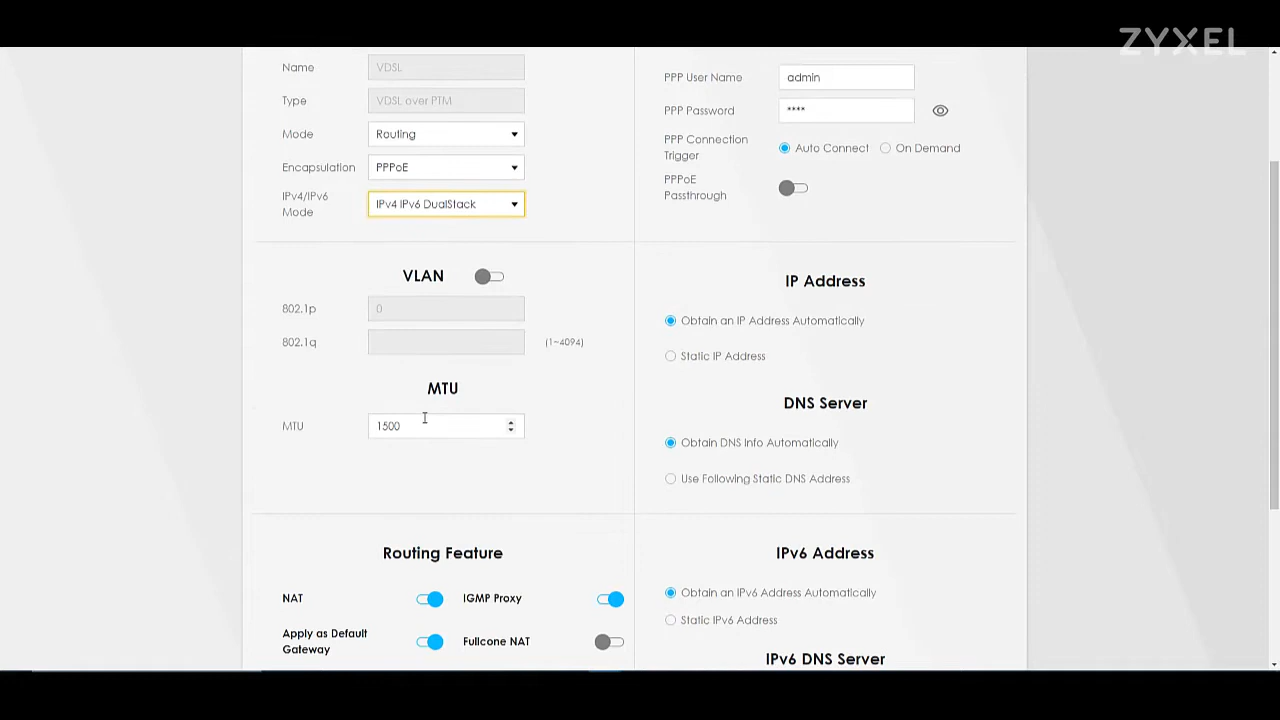 ZYXEL
Name
VDSL
Type
VDSL over PTM
Mode
Routing
Encapsulation
PPPoE
IPv4/IPv6
Mode
IPv4 IPv6 DualStack
PPP User Name
admin
PPP Password
****
PPP Connection
Trigger
Auto Connect
On Demand
PPPoE
Passthrough
VLAN
802.1p
0
802.1q
(1~4094)
MTU
MTU
1500
IP Address
Obtain an IP Address Automatically
Static IP Address
DNS Server
Obtain DNS Info Automatically
Use Following Static DNS Address
Routing Feature
NAT
IGMP Proxy
Apply as Default
Gateway
Fullcone NAT
IPv6 Address
Obtain an IPv6 Address Automatically
Static IPv6 Address
IPv6 DNS Server